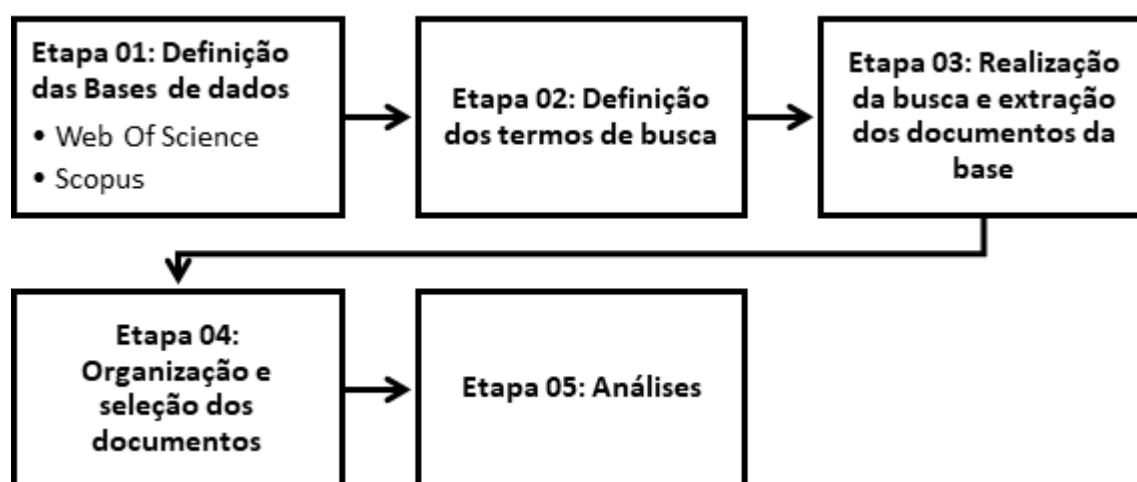 Etapa 01: Definição
das Bases de dados
• Web Of Science
• Scopus
Etapa 02: Definição
dos termos de busca
Etapa 03: Realização
da busca e extração
dos documentos da
base
Etapa 04:
Organização e
seleção dos
documentos
Etapa 05: Análises